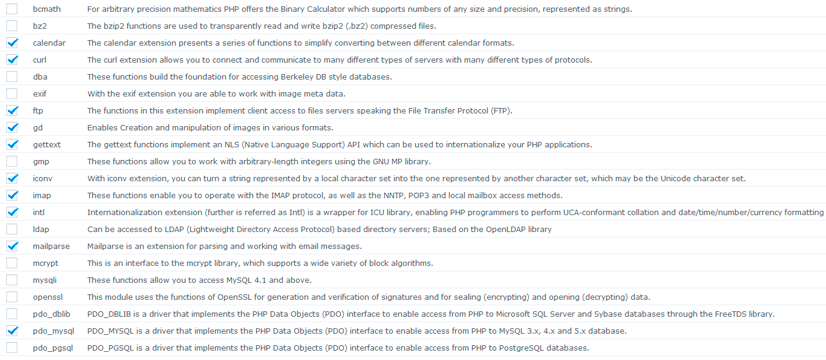 bcmath For arbitrary precision mathematics PHP offers the Binary Calculator which supports numbers of any size and precision, represented as strings.
bz2 The bzip2 functions are used to transparently read and write bzip2 (.bz2) compressed files.
calendar The calendar extension presents a series of functions to simplify converting between different calendar formats.
curl The curl extension allows you to connect and communicate to many different types of servers with many different types of protocols.
dba These functions build the foundation for accessing Berkeley DB style databases.
exif With the exif extension you are able to work with image meta data.
ftp The functions in this extension implement client access to files servers speaking the File Transfer Protocol (FTP).
gd Enables Creation and manipulation of images in various formats.
gettext The gettext functions implement an NLS (Native Language Support) API which can be used to internationalize your PHP applications.
gmp These functions allow you to work with arbitrary-length integers using the GNU MP library.
iconv With iconv extension, you can turn a string represented by a local character set into the one represented by another character set, which may be the Unicode character set.
imap These functions enable you to operate with the IMAP protocol, as well as the NNTP, POP3 and local mailbox access methods.
intl Internationalization extension (further is referred as Intl) is a wrapper for ICU library, enabling PHP programmers to perform UCA-conformant collation and date/time/number/currency formatting
ldap Can be accessed to LDAP (Lightweight Directory Access Protocol) based directory servers; Based on the OpenLDAP library
mailparse Mailparse is an extension for parsing and working with email messages.
mcrypt This is an interface to the mcrypt library, which supports a wide variety of block algorithms.
mysqli These functions allow you to access MySQL 4.1 and above.
openssl This module uses the functions of OpenSSL for generation and verification of signatures and for sealing (encrypting) and opening (decrypting) data.
pdo_dblib PDO_DBLIB is a driver that implements the PHP Data Objects (PDO) interface to enable access from PHP to Microsoft SQL Server and Sybase databases through the FreeTDS library.
pdo_mysql PDO_MYSQL is a driver that implements the PHP Data Objects (PDO) interface to enable access from PHP to MySQL 3.x, 4.x and 5.x database.
pdo_pgsql PDO_PGSQL is a driver that implements the PHP Data Objects (PDO) interface to enable access from PHP to PostgreSQL databases.